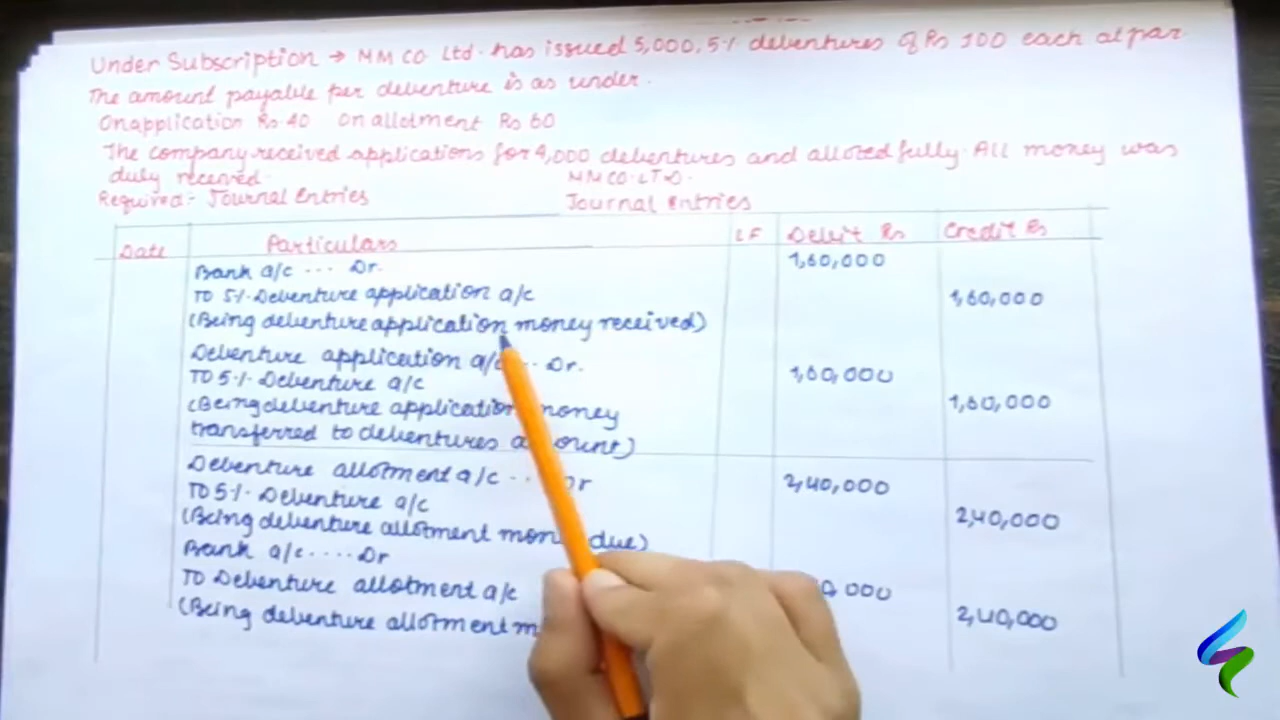 Under Subscription → MM CO Ltd. has issued 5,000, 5% debentures of Rs 100 each at par
The amount payable per debenture is as under.
On application Rs 40 On allotment Rs 60
The company received applications for 4,000 debentures and alloted fully. All money was
duly received.
MM CO. LTD.
Required:- Journal Entries
Journal Entries
Date Particulars LF Debit Rs Credit Rs
Bank a/c ... Dr. 1,60,000
To 5% Debenture application a/c 1,60,000
(Being debenture application money received)
Debenture application a/c .. Dr. 1,60,000
To 5% Debenture a/c 1,60,000
(Being debenture application money
transferred to debentures amount)
Debenture allotment a/c .. Dr 2,40,000
To 5% Debenture a/c 2,40,000
(Being debenture allotment money due)
Bank a/c .... Dr 0,000
To Debenture allotment a/c 2,40,000
(Being debenture allotment m